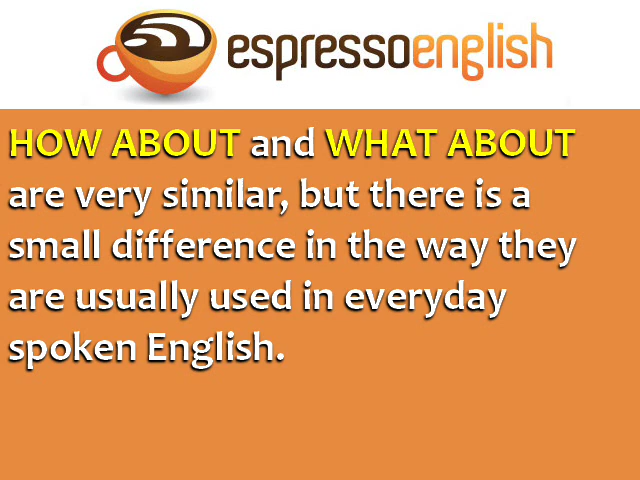 espressoenglish
HOW ABOUT and WHAT ABOUT
are very similar, but there is a
small difference in the way they
are usually used in everyday
spoken English.